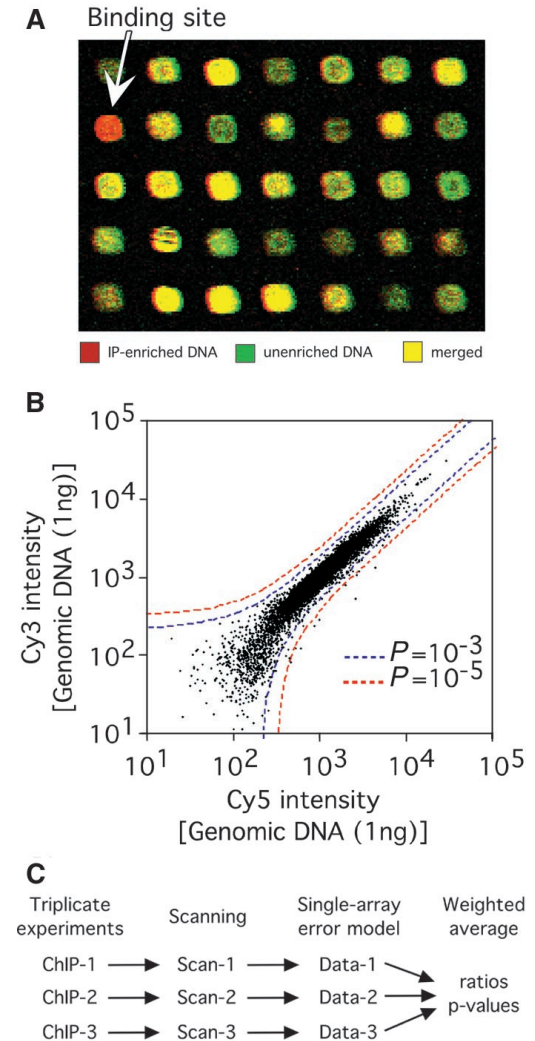 A
Binding site
IP-enriched DNA unenriched DNA merged
B
10^5
10^4
10^3
10^2
10^1
Cy3 intensity
[Genomic DNA (1ng)]
P=10^-3
P=10^-5
10^1 10^2 10^3 10^4 10^5
Cy5 intensity
[Genomic DNA (1ng)]
C
Triplicate experiments Scanning Single-array error model Weighted average
ChIP-1 Scan-1 Data-1
ChIP-2 Scan-2 Data-2
ChIP-3 Scan-3 Data-3
ratios
p-values